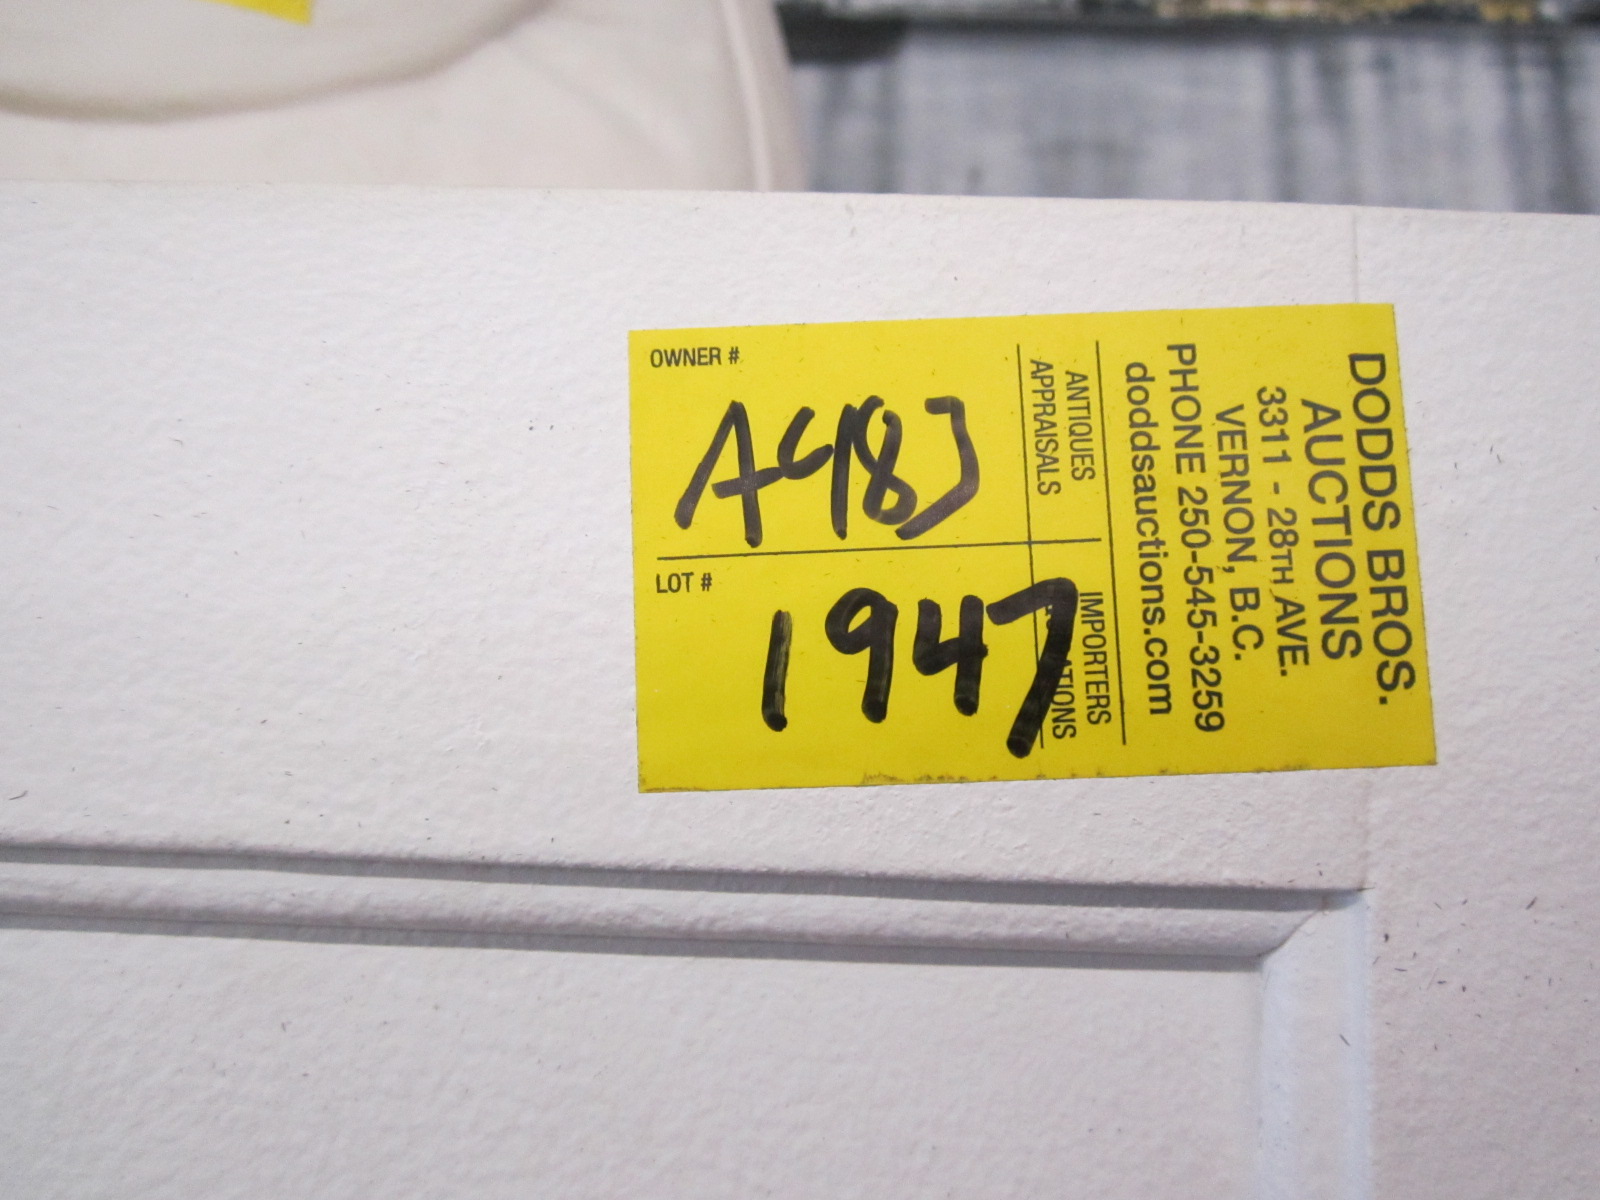 DODDS BROS.
AUCTIONS
3311 - 28TH AVE.
VERNON, B.C.
PHONE 250-545-3259
doddsauctions.com
ANTIQUES
APPRAISALS
IMPORTERS
OWNER #
LOT #
1947